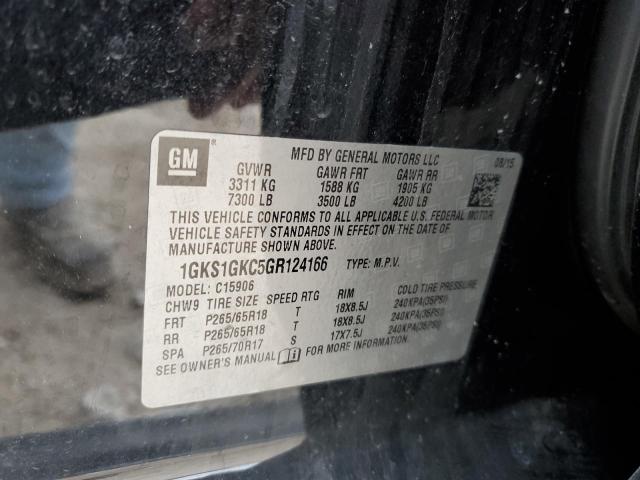 GM ®
MFD BY GENERAL MOTORS LLC
08/15
GVWR GAWR FRT GAWR RR
3311 KG 1588 KG 1905 KG
7300 LB 3500 LB 4200 LB
THIS VEHICLE CONFORMS TO ALL APPLICABLE U.S. FEDERAL MOTOR
VEHICLE SAFETY STANDARDS IN EFFECT ON THE DATE OF
MANUFACTURE SHOWN ABOVE.
1GKS1GKC5GR124166 TYPE: M.P.V.
MODEL: C15906
CHW9 TIRE SIZE SPEED RTG RIM COLD TIRE PRESSURE
FRT P265/65R18 T 18X8.5J 240KPA(35PSI)
RR P265/65R18 T 18X8.5J 240KPA(35PSI)
SPA P265/70R17 S 17X7.5J 240KPA(35PSI)
SEE OWNER'S MANUAL FOR MORE INFORMATION.